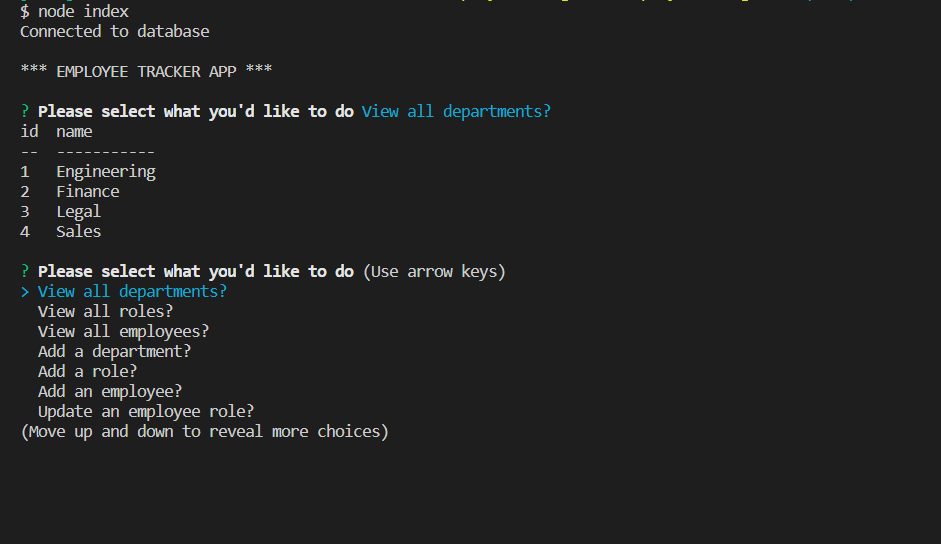 $ node index
Connected to database
*** EMPLOYEE TRACKER APP ***
? Please select what you'd like to do View all departments?
id  name
--  -----------
1   Engineering
2   Finance
3   Legal
4   Sales
? Please select what you'd like to do (Use arrow keys)
> View all departments?
  View all roles?
  View all employees?
  Add a department?
  Add a role?
  Add an employee?
  Update an employee role?
(Move up and down to reveal more choices)